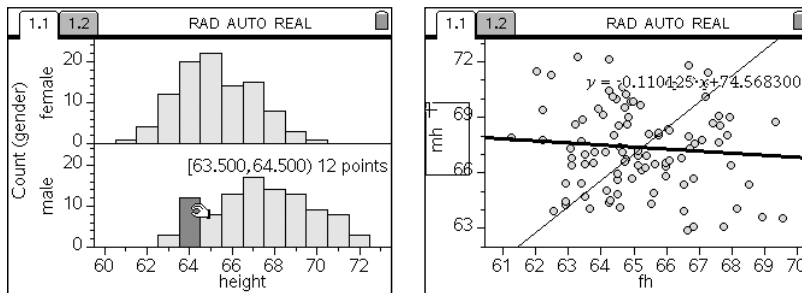 1.1 1.2 RAD AUTO REAL
Count (gender)
female
male
20
10
0
20
10
0
[63.500,64.500) 12 points
60 62 64 66 68 70 72
height
1.1 1.2 RAD AUTO REAL
72
69
66
63
mh
y = -0.110125·x+74.568300
61 62 63 64 65 66 67 68 69 70
fh